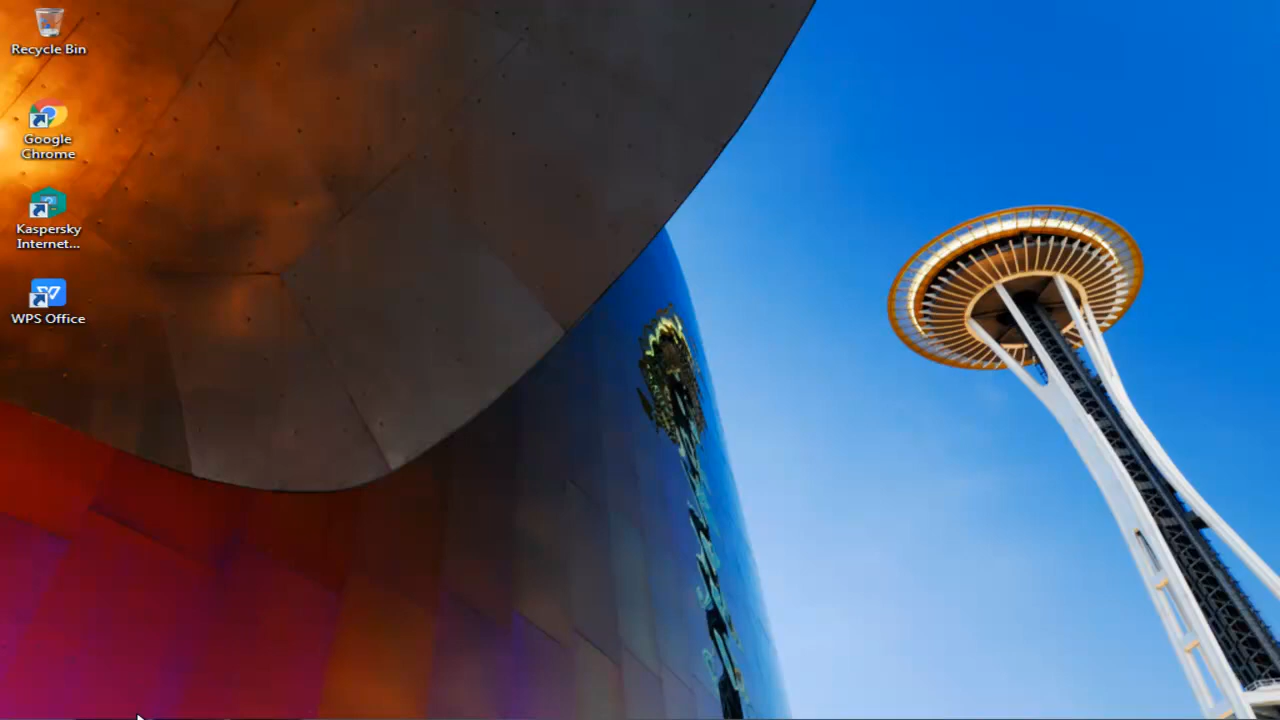 Recycle Bin
Google
Chrome
Kaspersky
Internet...
WPS Office